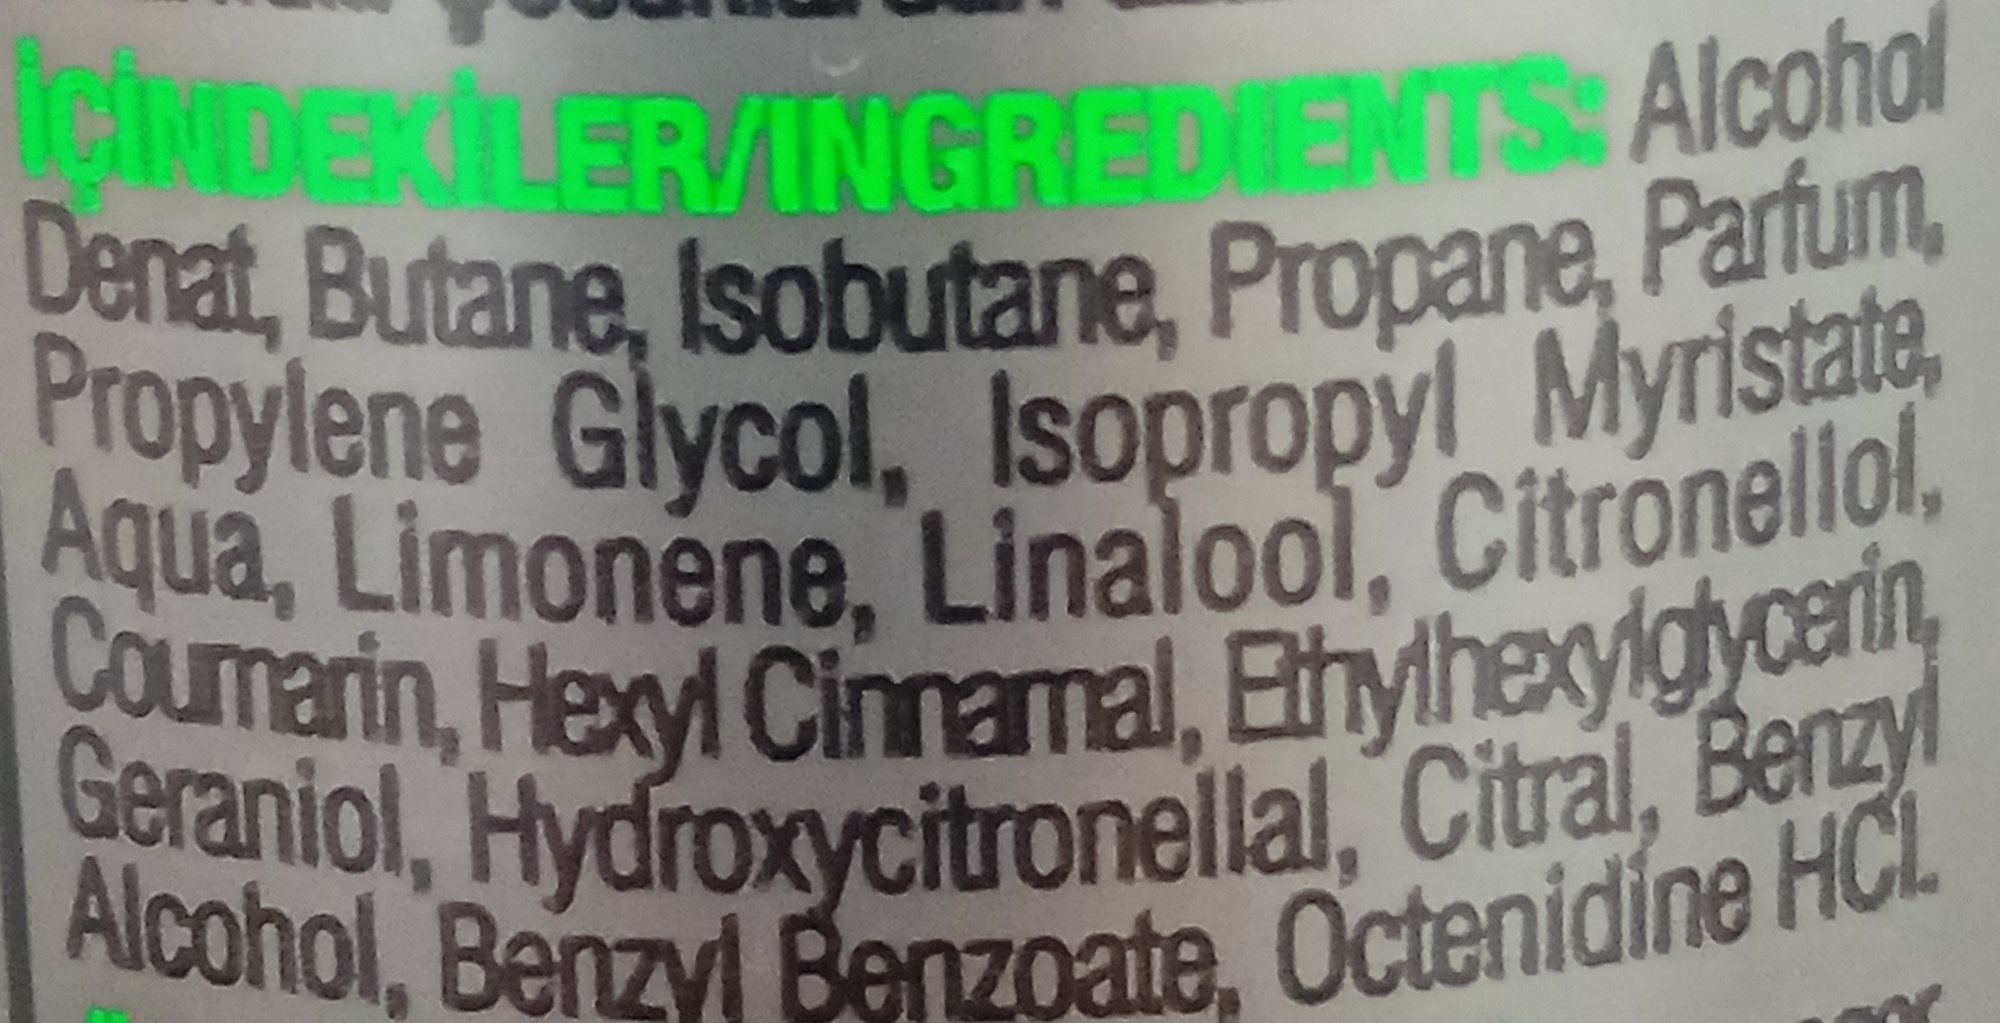 İÇİNDEKİLER/INGREDIENTS: Alcohol
Denat, Butane, Isobutane, Propane, Parfum,
Propylene Glycol, Isopropyl Myristate,
Aqua, Limonene, Linalool, Citronellol,
Coumarin, Hexyl Cinnamal, Ethylhexylglycerin,
Geraniol, Hydroxycitronellal, Citral, Benzyl
Alcohol, Benzyl Benzoate, Octenidine HCl.